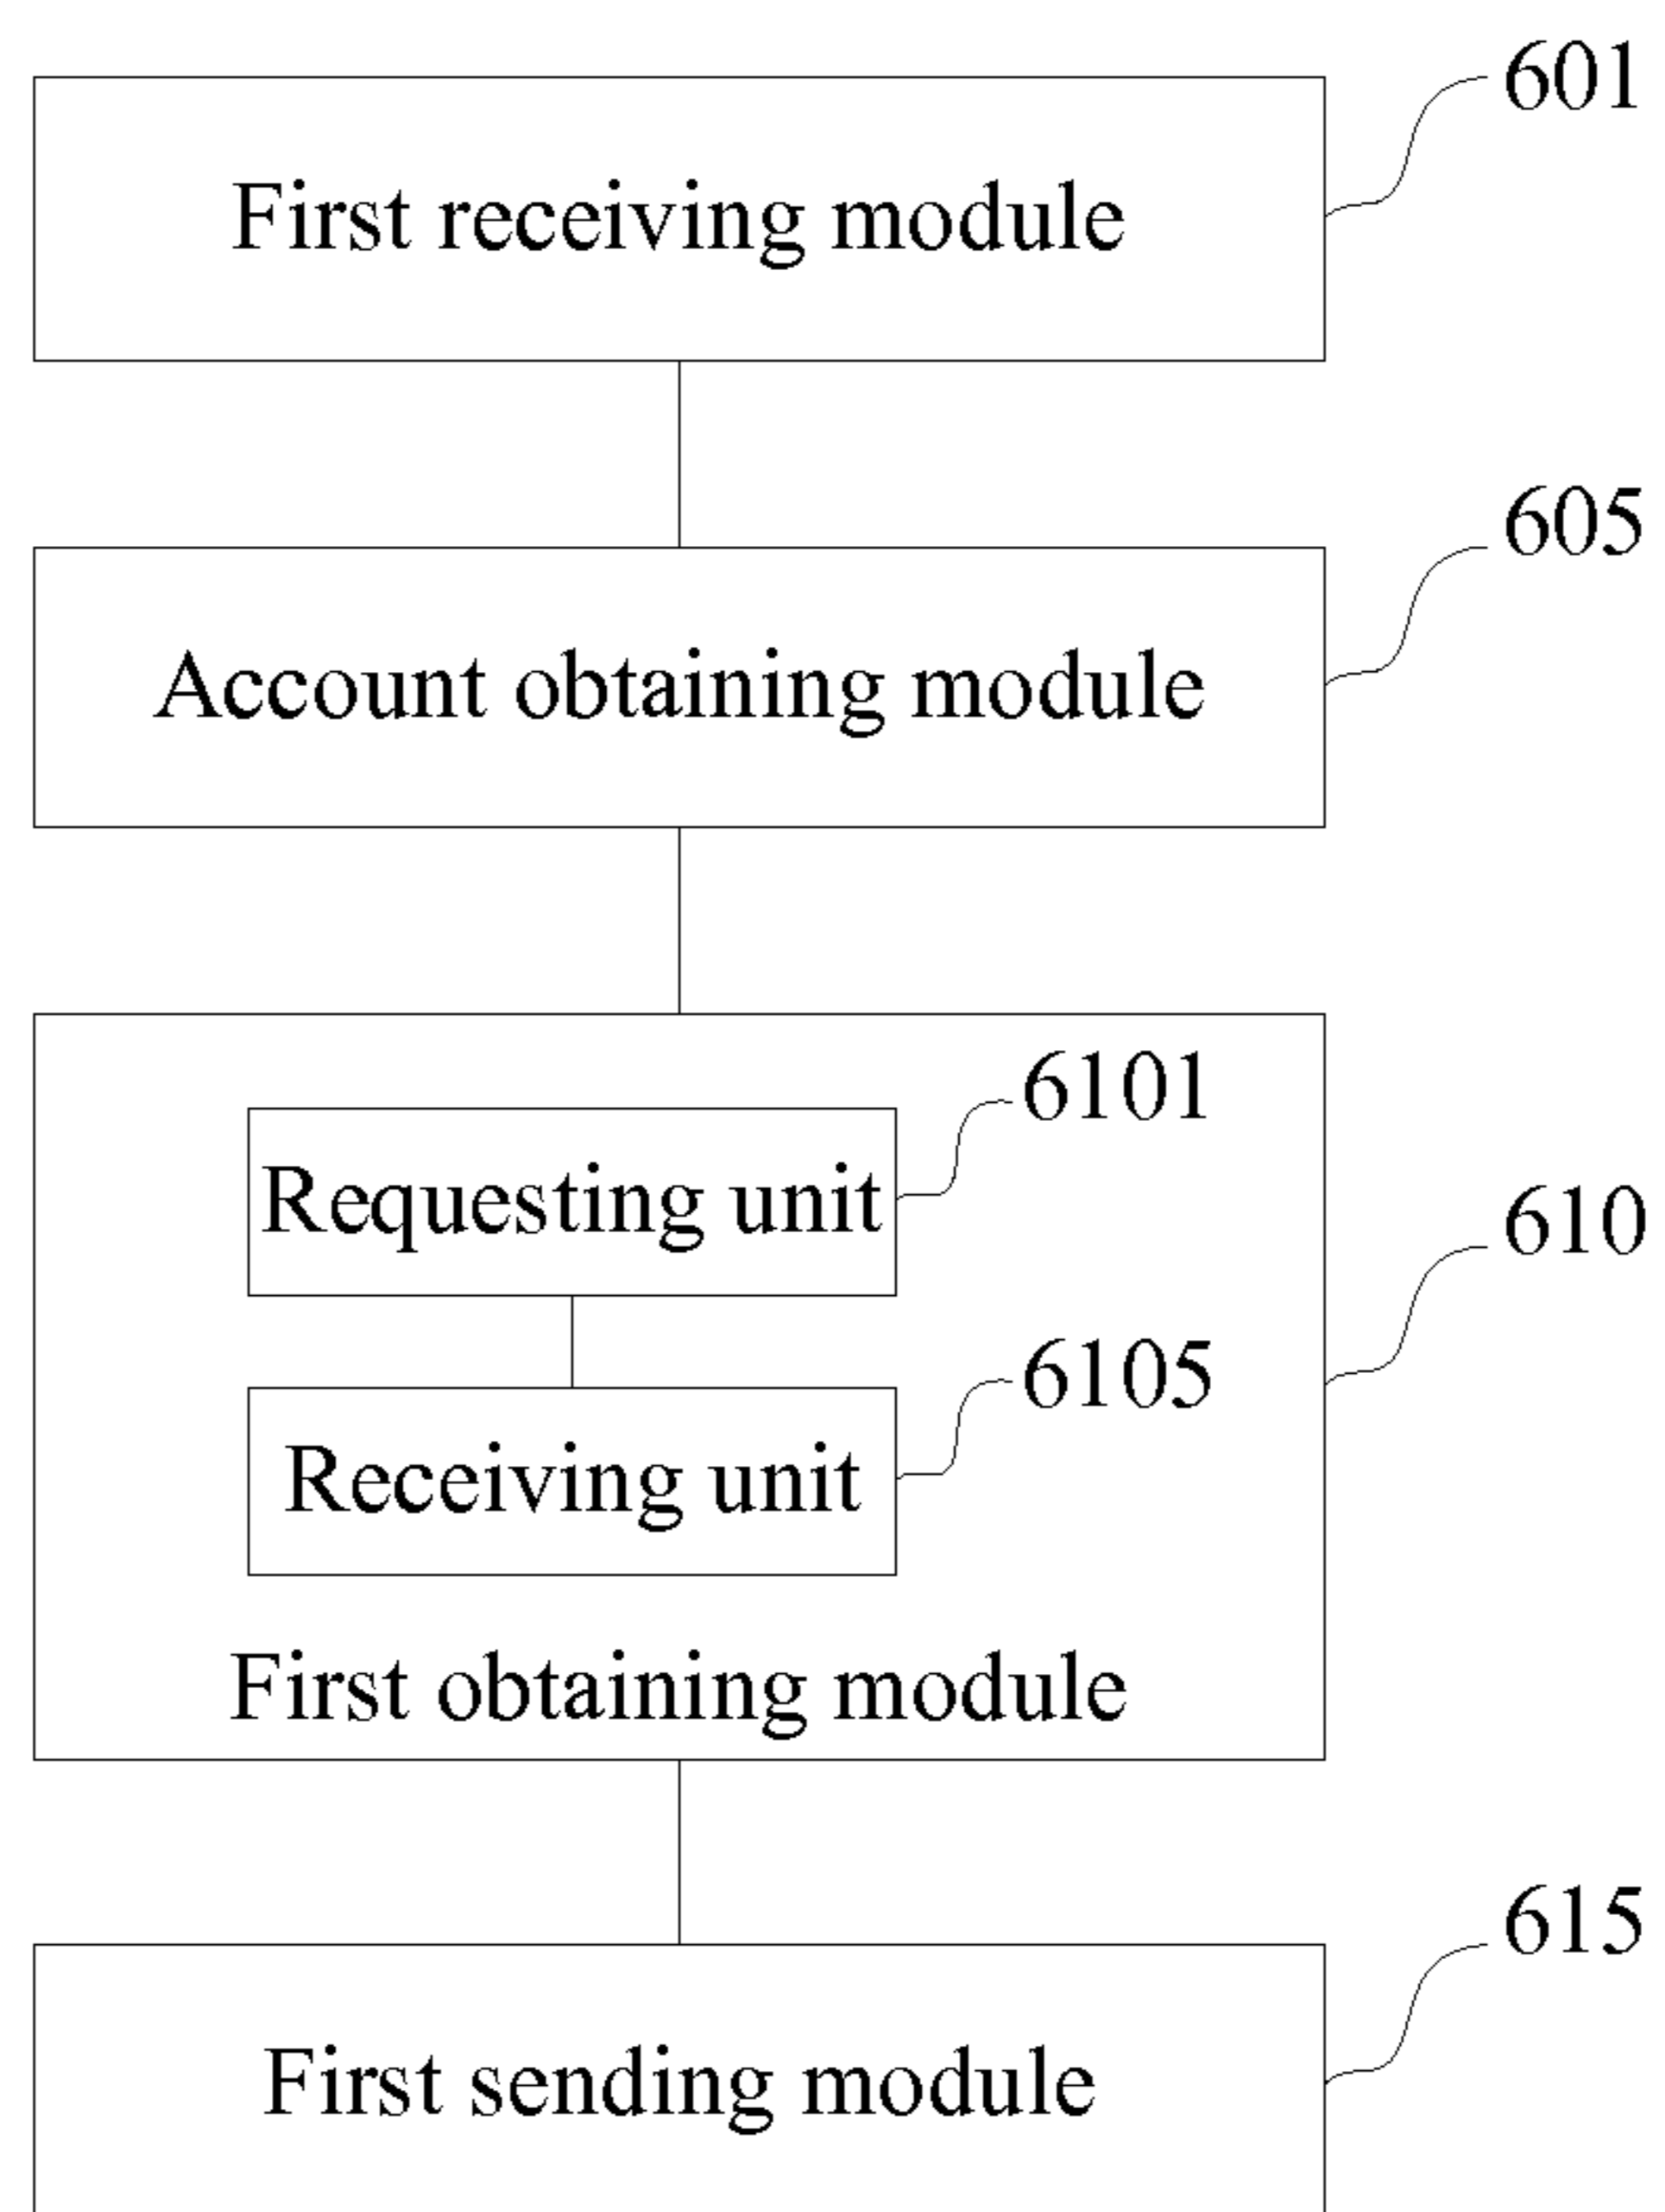 601
First receiving module
605
Account obtaining module
6101
Requesting unit
610
6105
Receiving unit
First obtaining module
615
First sending module